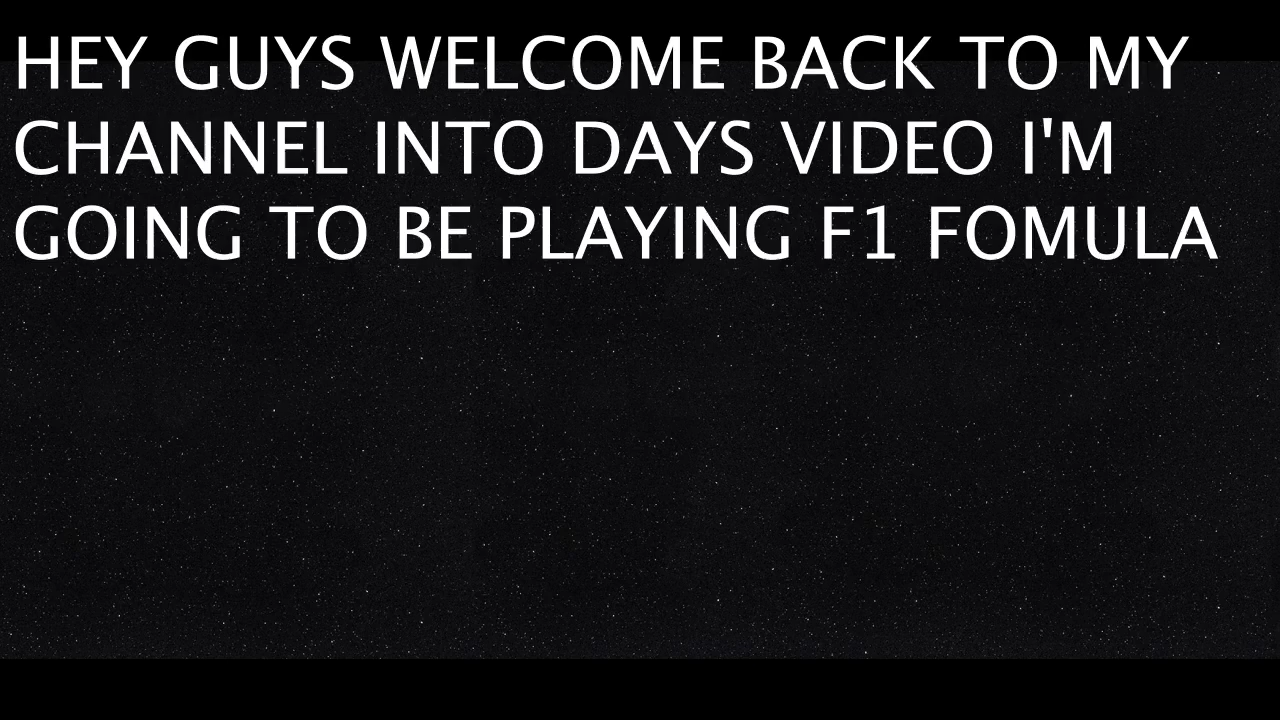 HEY GUYS WELCOME BACK TO MY
CHANNEL INTO DAYS VIDEO I'M
GOING TO BE PLAYING F1 FOMULA